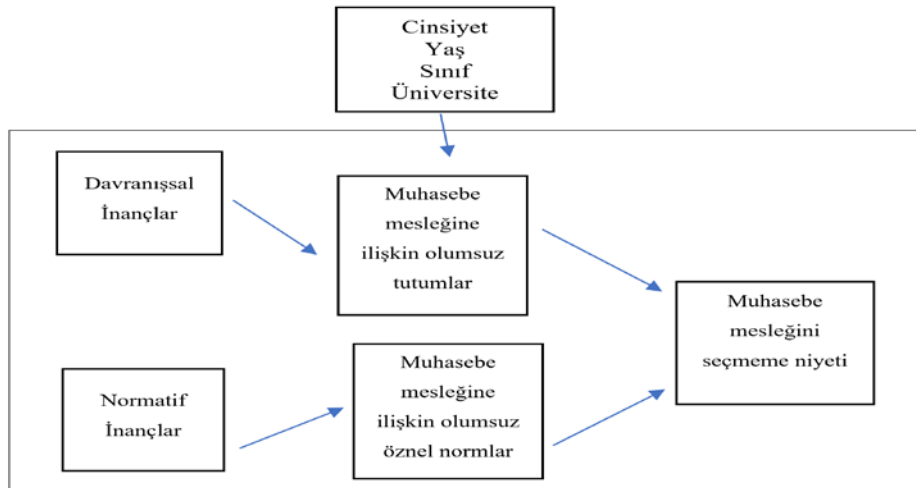 Cinsiyet
Yaş
Sınıf
Üniversite
Davranışsal
İnançlar
Muhasebe
mesleğine
ilişkin olumsuz
tutumlar
Muhasebe
mesleğini
seçmeme niyeti
Normatif
İnançlar
Muhasebe
mesleğine
ilişkin olumsuz
öznel normlar